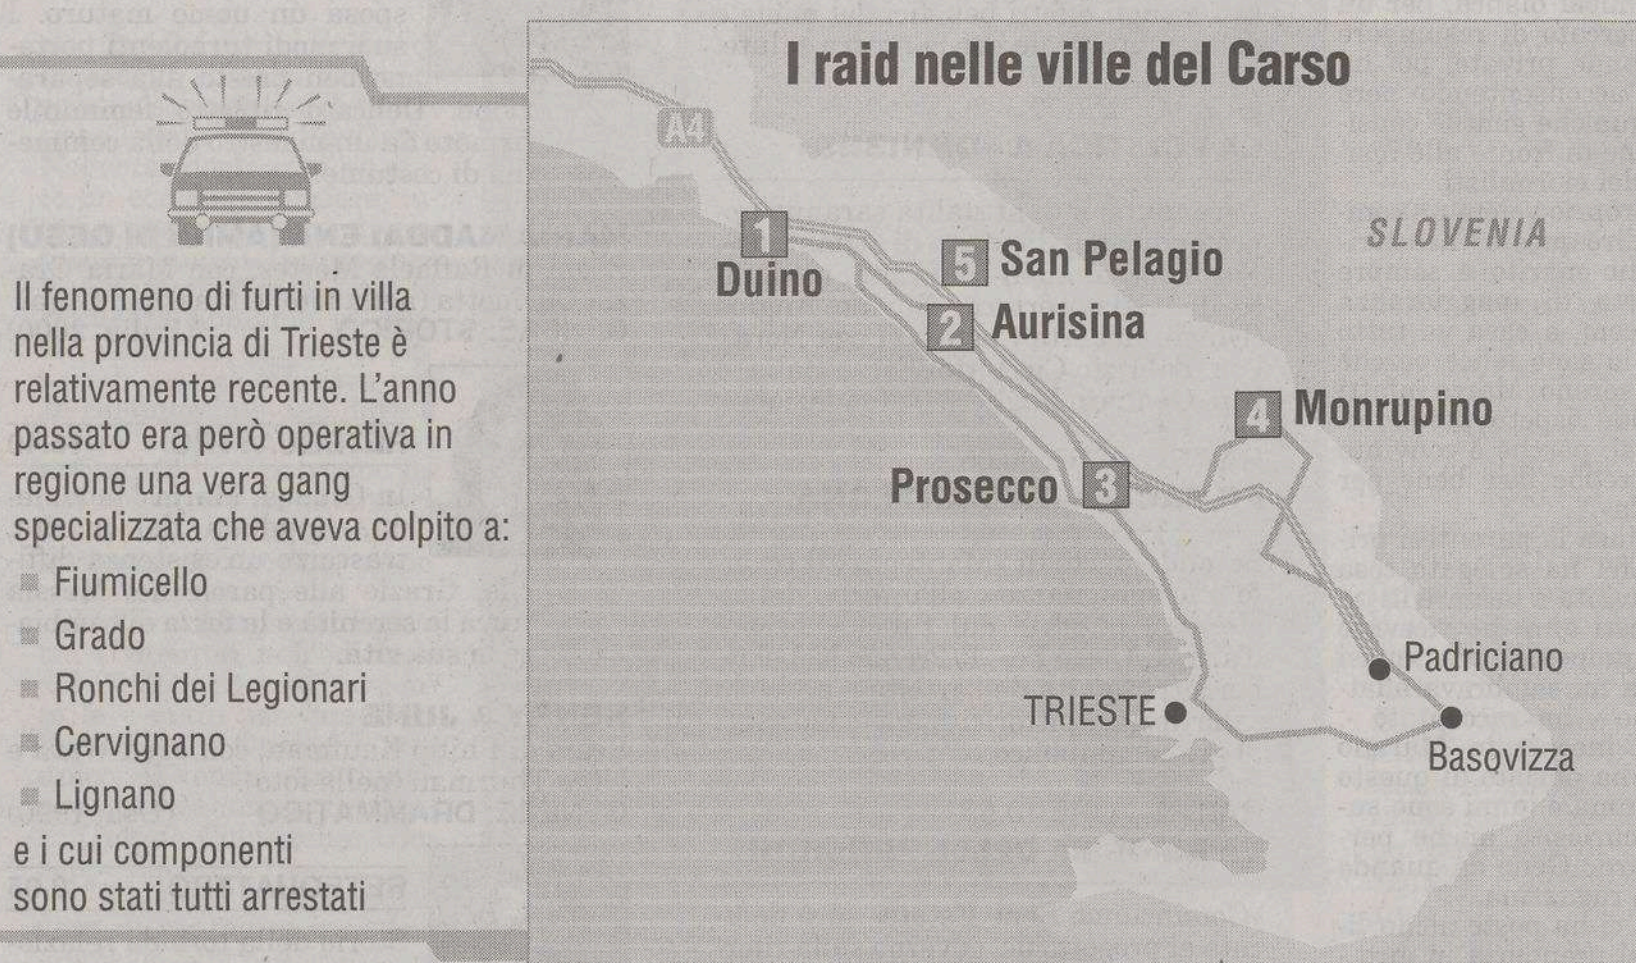 I raid nelle ville del Carso
Il fenomeno di furti in villa
nella provincia di Trieste è
relativamente recente. L'anno
passato era però operativa in
regione una vera gang
specializzata che aveva colpito a:
Fiumicello
Grado
Ronchi dei Legionari
Cervignano
Lignano
e i cui componenti
sono stati tutti arrestati
A4
SLOVENIA
1
Duino
5 San Pelagio
2 Aurisina
4 Monrupino
Prosecco 3
Padriciano
TRIESTE
Basovizza